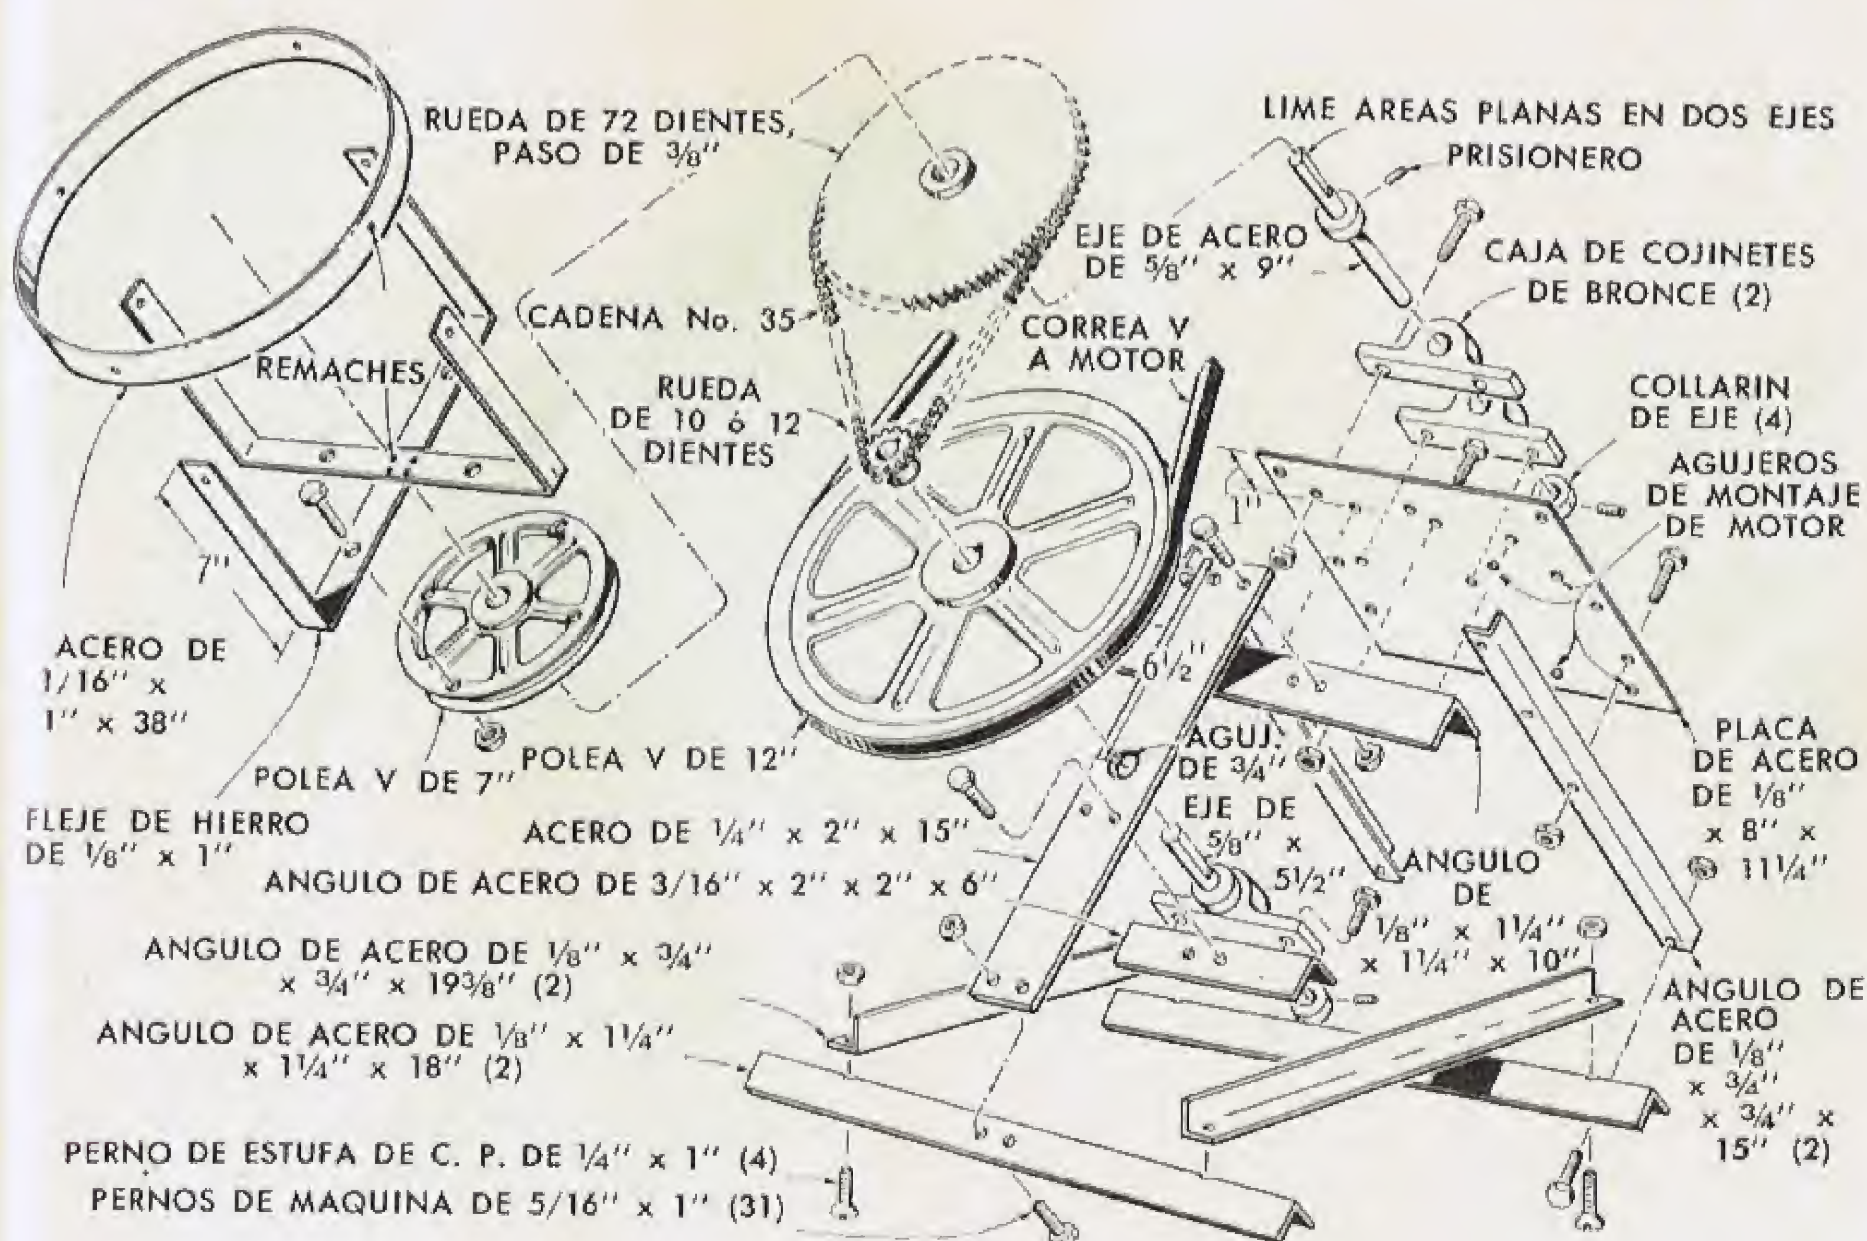 RUEDA DE 72 DIENTES,
PASO DE 3/8"
LIME AREAS PLANAS EN DOS EJES
PRISIONERO
EJE DE ACERO
DE 5/8" x 9"
CAJA DE COJINETES
DE BRONCE (2)
CADENA No. 35
CORREA V
A MOTOR
REMACHES
RUEDA
DE 10 ó 12
DIENTES
COLLARIN
DE EJE (4)
AGUJEROS
DE MONTAJE
DE MOTOR
1"
7"
ACERO DE
1/16" x
1" x 38"
6 1/2"
POLEA V DE 7"
POLEA V DE 12"
AGUJ.
DE 3/4"
PLACA
DE ACERO
DE 1/8"
x 8" x
11 1/4"
FLEJE DE HIERRO
DE 1/8" x 1"
ACERO DE 1/4" x 2" x 15"
EJE DE
5/8" x
5 1/2"
ANGULO DE ACERO DE 3/16" x 2" x 2" x 6"
ANGULO
DE
1/8" x 1 1/4"
x 1 1/4" x 10"
ANGULO DE ACERO DE 1/8" x 3/4"
x 3/4" x 19 3/8" (2)
ANGULO DE ACERO DE 1/8" x 1 1/4"
x 1 1/4" x 18" (2)
ANGULO DE
ACERO
DE 1/8"
x 3/4"
x 3/4" x
15" (2)
PERNO DE ESTUFA DE C. P. DE 1/4" x 1" (4)
PERNOS DE MAQUINA DE 5/16" x 1" (31)